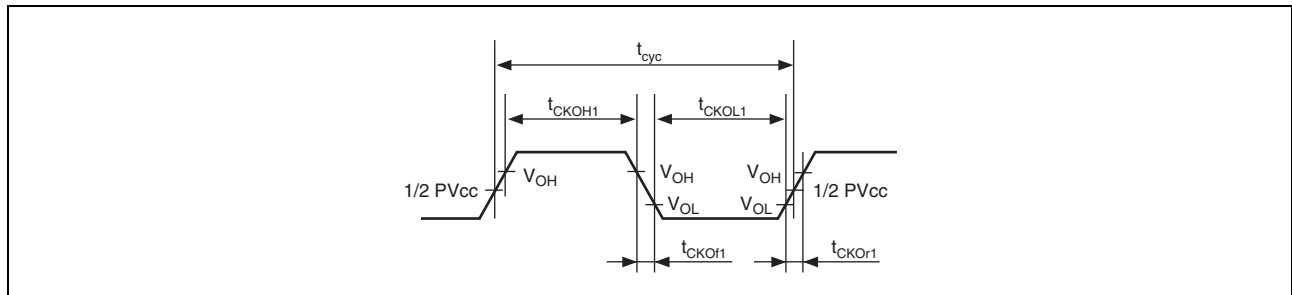 tcyc
tCKOH1 tCKOL1
VOH VOH VOH
1/2 PVcc 1/2 PVcc
VOL VOL
tCKOf1 tCKOr1